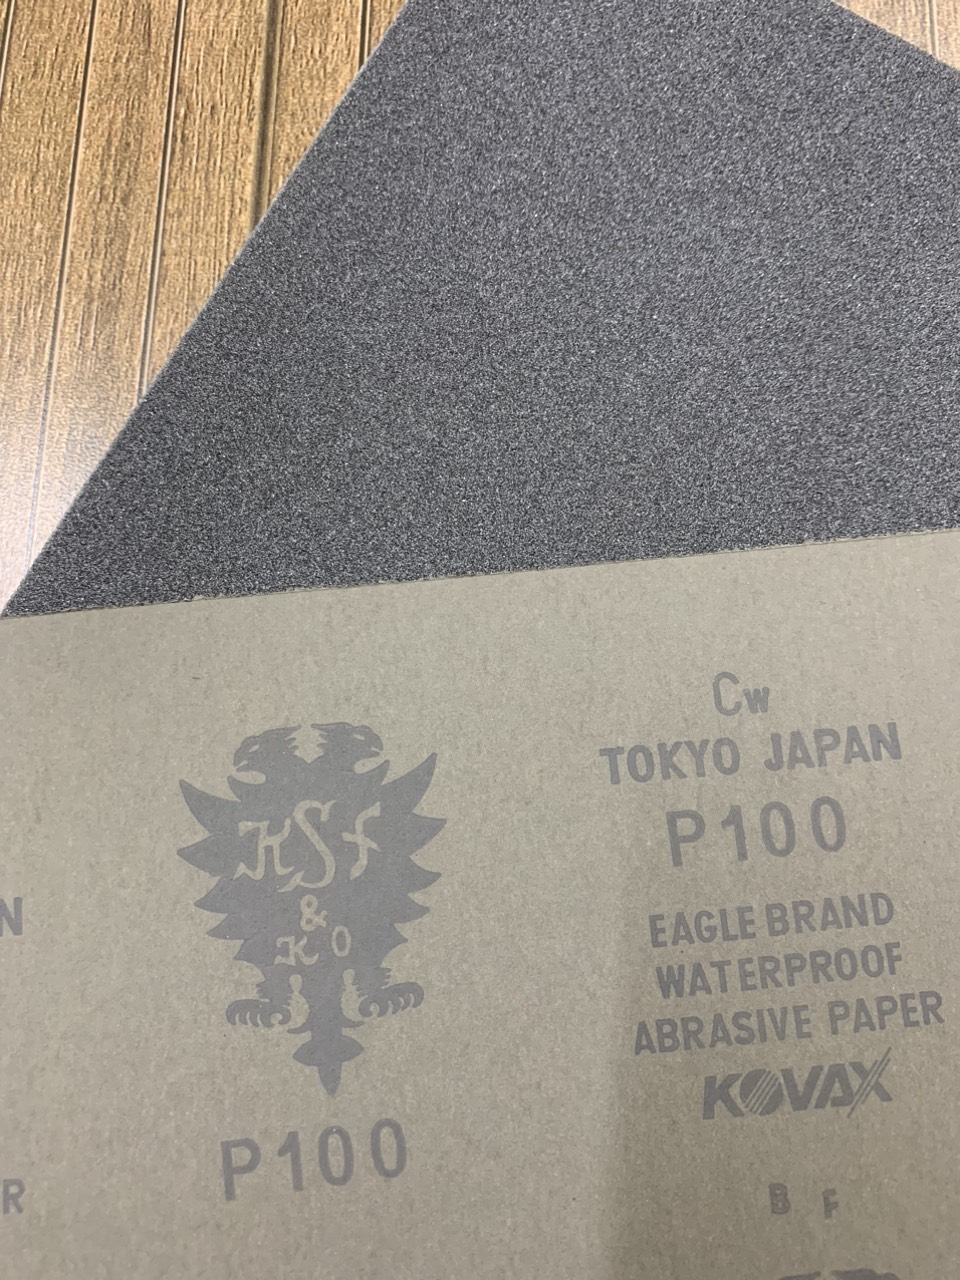 Cw
TOKYO JAPAN
P100
EAGLE BRAND
WATERPROOF
ABRASIVE PAPER
KOVAX
B F
KSF
&
KO
P100
N
R